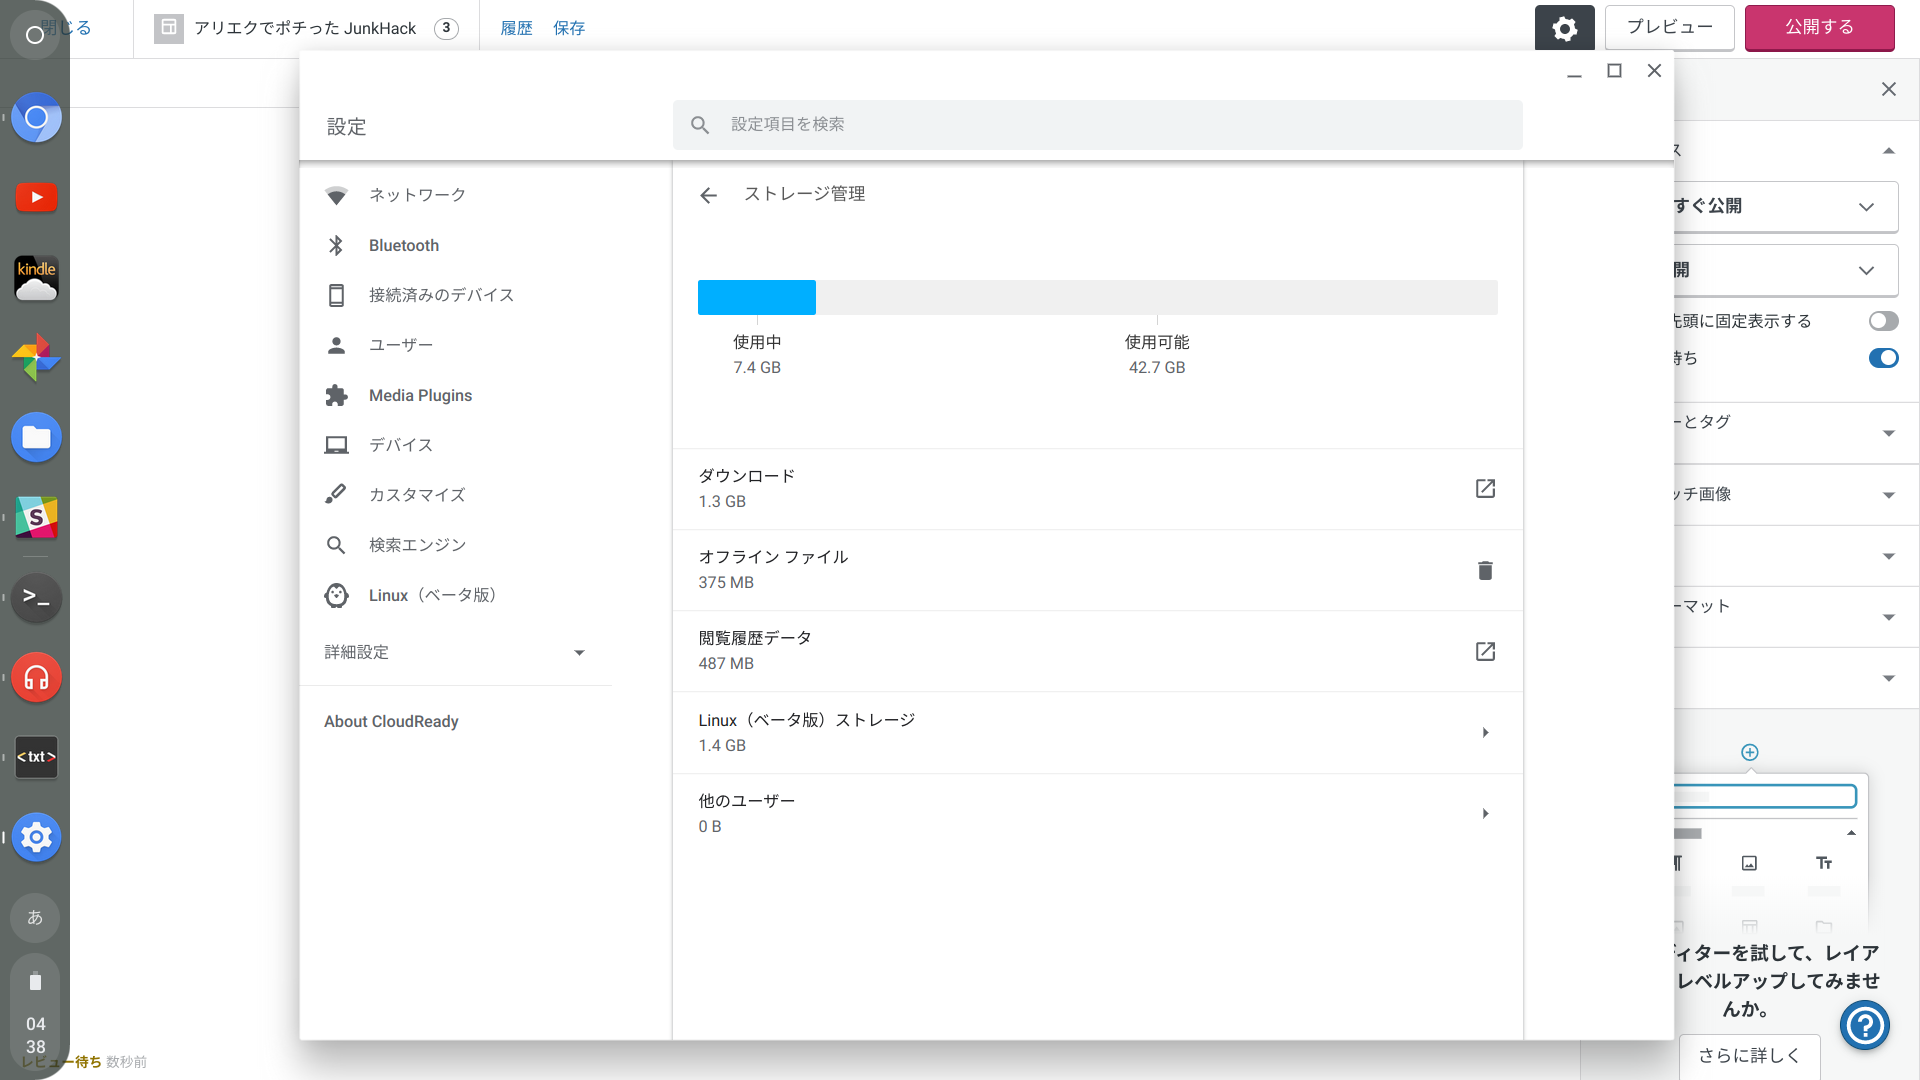 閉じる
アリエクでポチった JunkHack
3
履歴
保存
プレビュー
公開する
設定
設定項目を検索
ネットワーク
Bluetooth
接続済みのデバイス
ユーザー
Media Plugins
デバイス
カスタマイズ
検索エンジン
Linux（ベータ版）
詳細設定
About CloudReady
ストレージ管理
使用中
7.4 GB
使用可能
42.7 GB
ダウンロード
1.3 GB
オフライン ファイル
375 MB
閲覧履歴データ
487 MB
Linux（ベータ版）ストレージ
1.4 GB
他のユーザー
0 B
ス
すぐ公開
開
先頭に固定表示する
待ち
ーとタグ
ッチ画像
ーマット
Tт
ディターを試して、レイア
レベルアップしてみませ
んか。
さらに詳しく
kindle
S
>_
<txt>
あ
04
38
レビュー待ち 数秒前